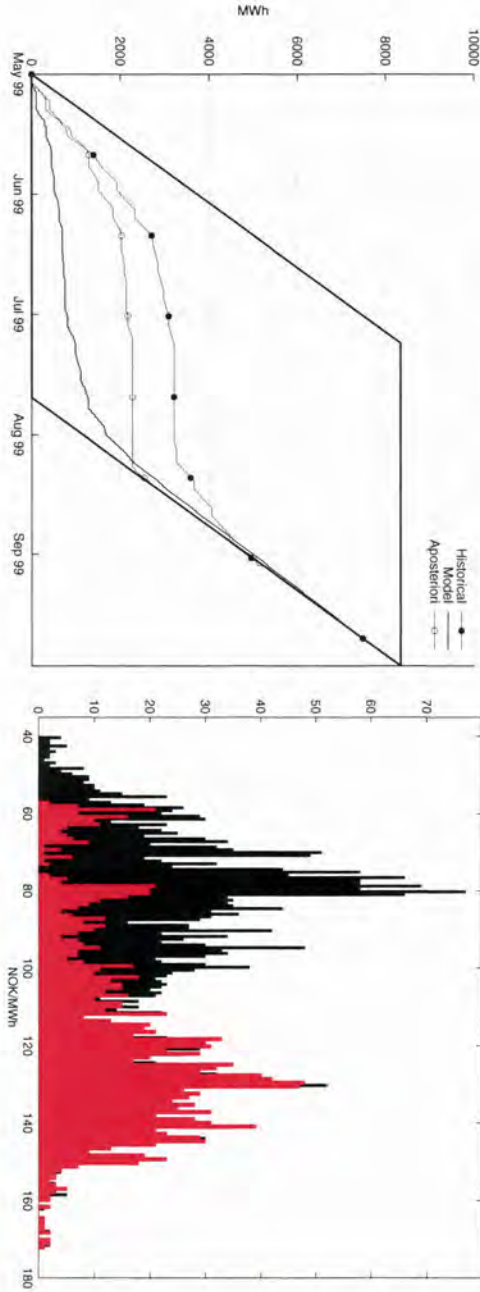 MWh
10000
8000
6000
4000
2000
0
May 99
Jun 99
Jul 99
Aug 99
Sep 99
Historical
Model
Aposteriori
70
60
50
40
30
20
10
0
40
60
80
100
120
140
160
180
NOK/MWh